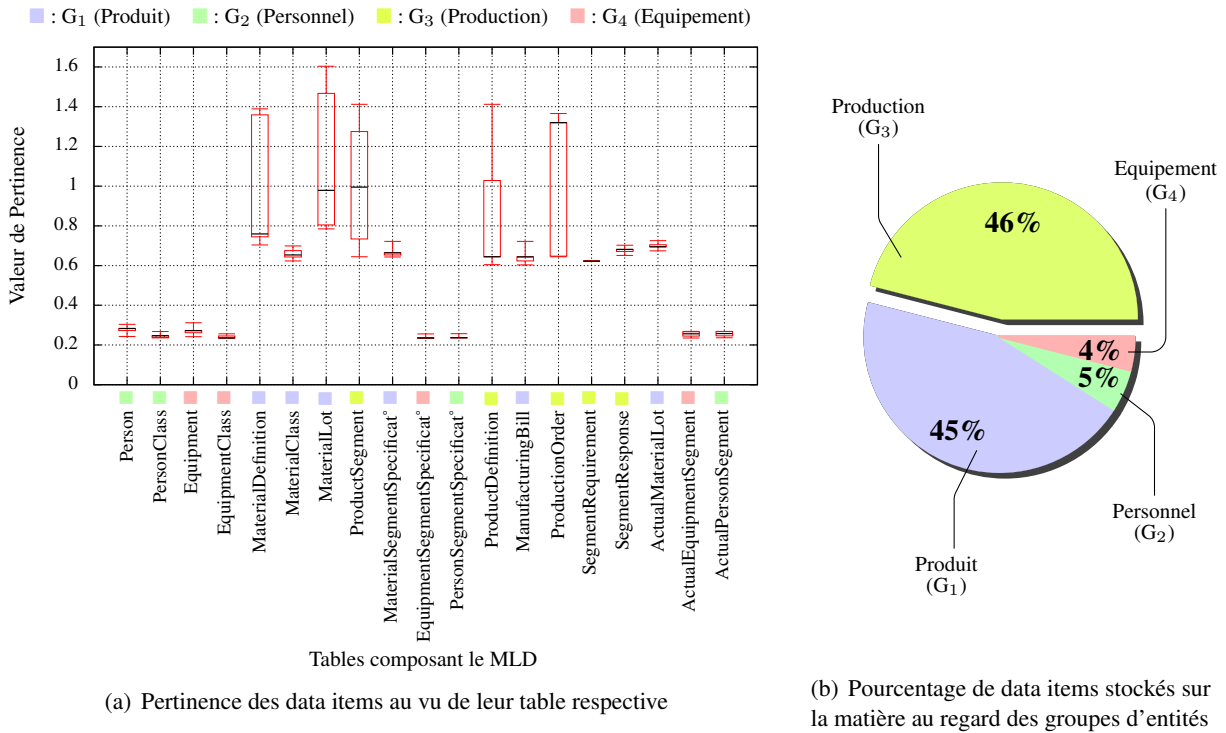 : G₁ (Produit) : G₂ (Personnel) : G₃ (Production) : G₄ (Equipement)
Valeur de Pertinence
1.6
1.4
1.2
1
0.8
0.6
0.4
0.2
0
Person
PersonClass
Equipment
EquipmentClass
MaterialDefinition
MaterialClass
MaterialLot
ProductSegment
MaterialSegmentSpecificat°
EquipmentSegmentSpecificat°
PersonSegmentSpecificat°
ProductDefinition
ManufacturingBill
ProductionOrder
SegmentRequirement
SegmentResponse
ActualMaterialLot
ActualEquipmentSegment
ActualPersonSegment
Tables composant le MLD
(a) Pertinence des data items au vu de leur table respective
Production
(G₃)
Equipement
(G₄)
46%
4%
5%
45%
Personnel
(G₂)
Produit
(G₁)
(b) Pourcentage de data items stockés sur
la matière au regard des groupes d'entités